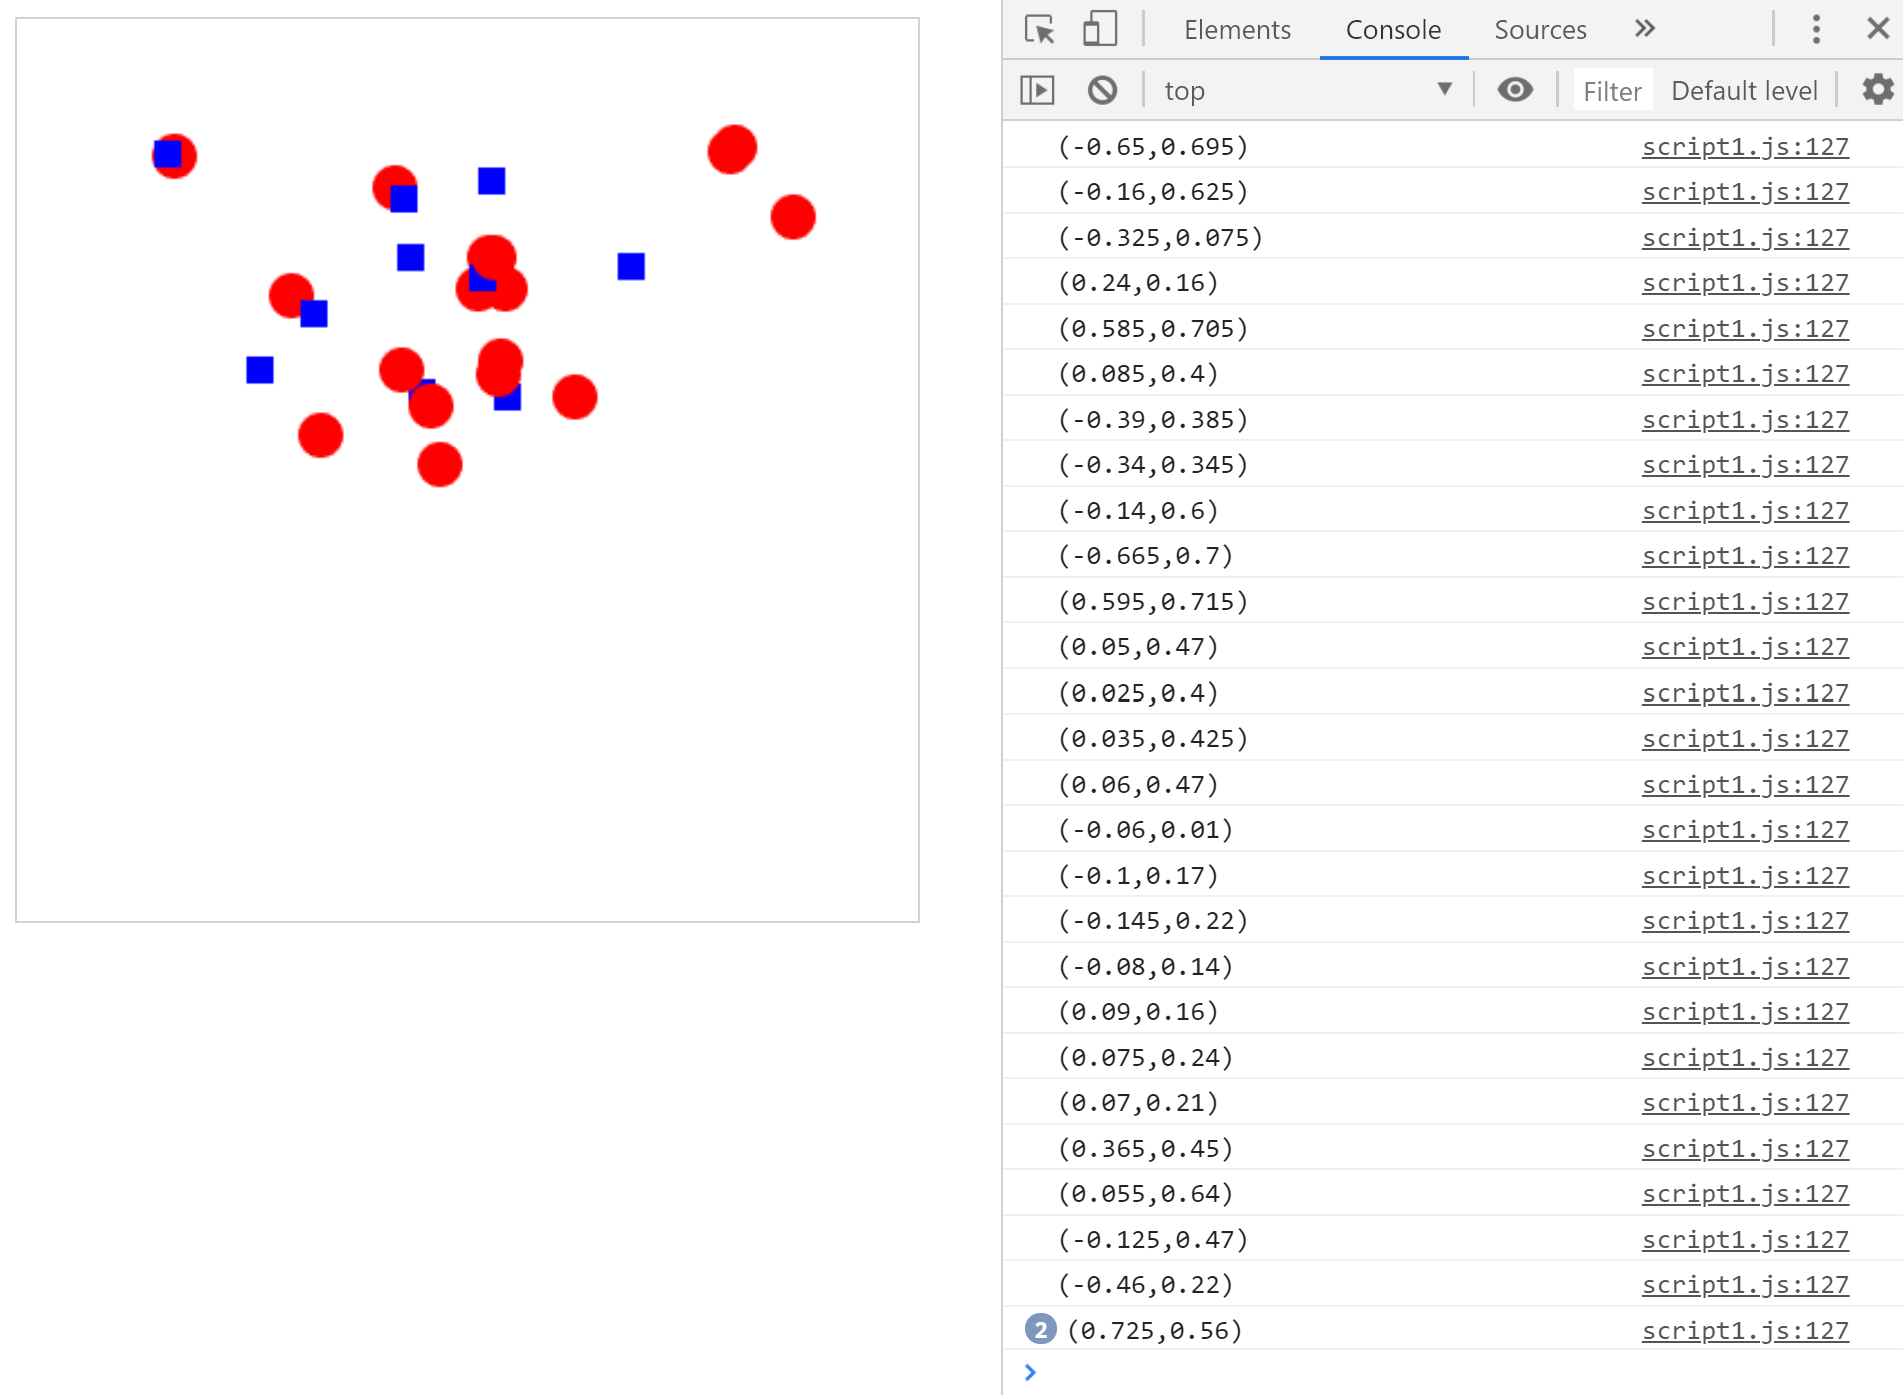 Elements Console Sources
top Filter Default level
(-0.65,0.695) script1.js:127
(-0.16,0.625) script1.js:127
(-0.325,0.075) script1.js:127
(0.24,0.16) script1.js:127
(0.585,0.705) script1.js:127
(0.085,0.4) script1.js:127
(-0.39,0.385) script1.js:127
(-0.34,0.345) script1.js:127
(-0.14,0.6) script1.js:127
(-0.665,0.7) script1.js:127
(0.595,0.715) script1.js:127
(0.05,0.47) script1.js:127
(0.025,0.4) script1.js:127
(0.035,0.425) script1.js:127
(0.06,0.47) script1.js:127
(-0.06,0.01) script1.js:127
(-0.1,0.17) script1.js:127
(-0.145,0.22) script1.js:127
(-0.08,0.14) script1.js:127
(0.09,0.16) script1.js:127
(0.075,0.24) script1.js:127
(0.07,0.21) script1.js:127
(0.365,0.45) script1.js:127
(0.055,0.64) script1.js:127
(-0.125,0.47) script1.js:127
(-0.46,0.22) script1.js:127
2 (0.725,0.56) script1.js:127